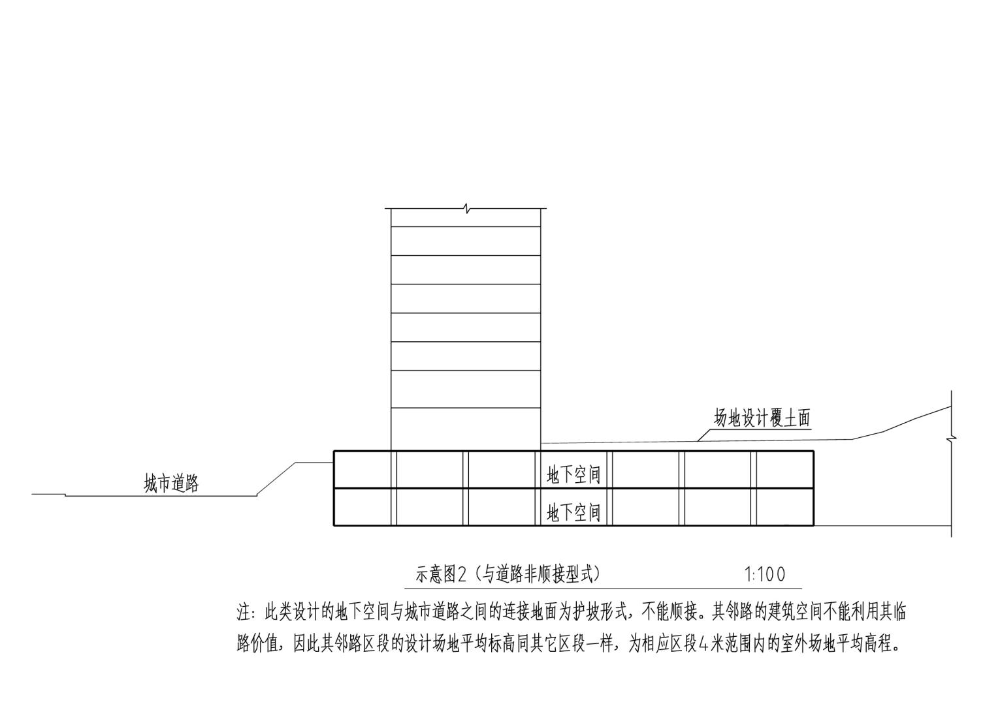 场地设计覆土面
城市道路
地下空间
地下空间
示意图2（与道路非顺接型式） 1:100
注：此类设计的地下空间与城市道路之间的连接地面为护坡形式，不能顺接。其邻路的建筑空间不能利用其临
路价值，因此其邻路区段的设计场地平均标高同其它区段一样，为相应区段4米范围内的室外场地平均高程。